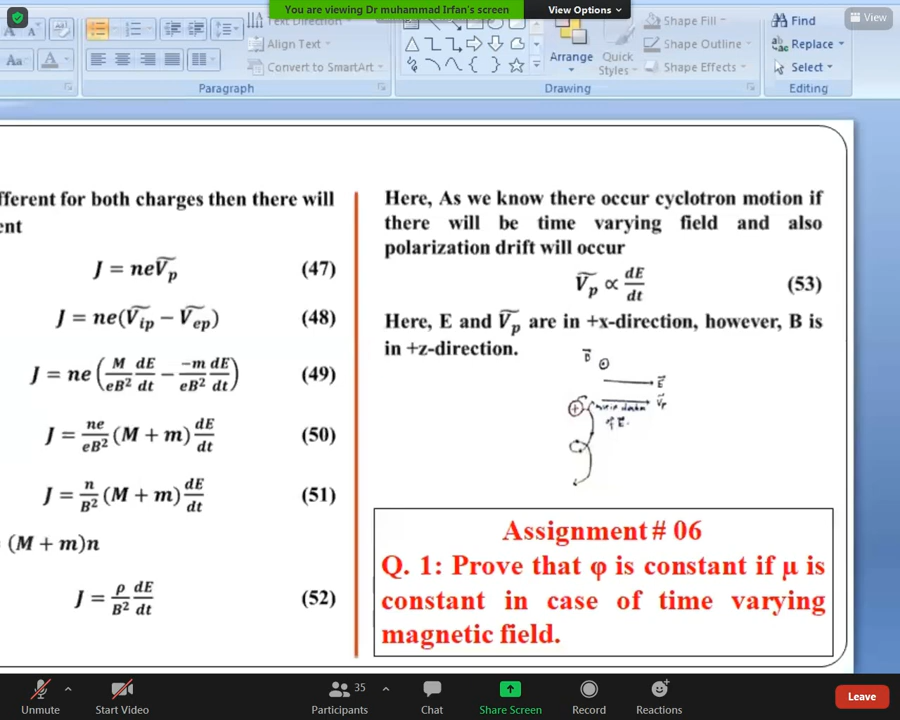 You are viewing Dr muhammad Irfan's screen
View Options
View
Text Direction
Align Text
Convert to SmartArt
Aa
A
Paragraph
Arrange
Quick Styles
Shape Fill
Shape Outline
Shape Effects
Drawing
Find
Replace
Select
Editing
fferent for both charges then there will
ent
J = neṼp (47)
J = ne(Ṽip − Ṽep) (48)
J = ne(M/eB² dE/dt − −m/eB² dE/dt) (49)
J = ne/eB² (M + m) dE/dt (50)
J = n/B² (M + m) dE/dt (51)
(M + m)n
J = ρ/B² dE/dt (52)
Here, As we know there occur cyclotron motion if
there will be time varying field and also
polarization drift will occur
Ṽp ∝ dE/dt (53)
Here, E and Ṽp are in +x-direction, however, B is
in +z-direction.
B
E
Vp
Assignment # 06
Q. 1: Prove that φ is constant if μ is
constant in case of time varying
magnetic field.
Unmute
Start Video
35
Participants
Chat
Share Screen
Record
Reactions
Leave